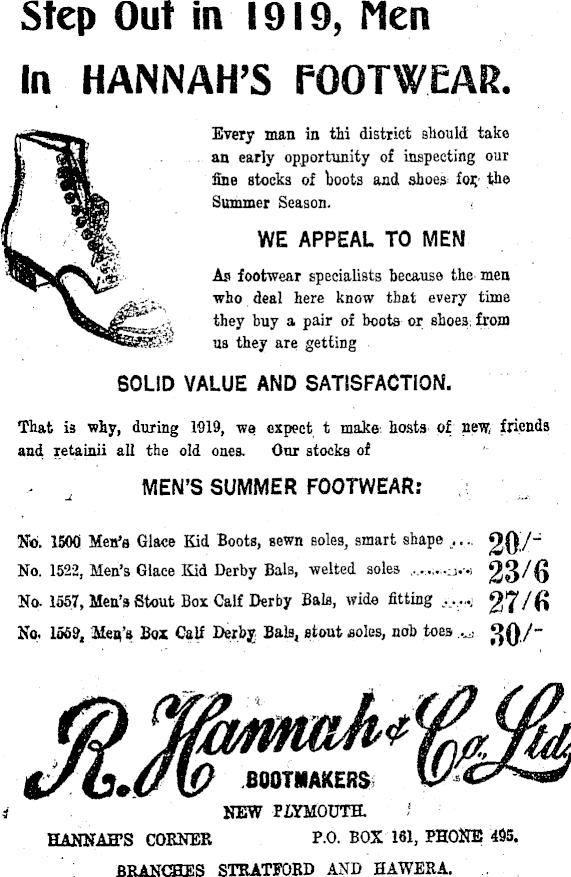 Step Out in 1919, Men
In HANNAH'S FOOTWEAR.
Every man in thi district should take
an early opportunity of inspecting our
fine stocks of boots and shoes for the
Summer Season.
WE APPEAL TO MEN
As footwear specialists because the men
who deal here know that every time
they buy a pair of boots or shoes from
us they are getting
SOLID VALUE AND SATISFACTION.
That is why, during 1919, we expect t make hosts of new friends
and retainii all the old ones. Our stocks of
MEN'S SUMMER FOOTWEAR:
No. 1500 Men's Glace Kid Boots, sewn soles, smart shape .... 20/-
No. 1522, Men's Glace Kid Derby Bals, welted soles .......... 23/6
No. 1557, Men's Stout Box Calf Derby Bals, wide fitting ..... 27/6
No. 1559, Men's Box Calf Derby Bals, stout soles, nob toes ... 30/-
R. Hannah & Co. Ltd.
BOOTMAKERS
NEW PLYMOUTH.
HANNAH'S CORNER P.O. BOX 161, PHONE 495.
BRANCHES STRATFORD AND HAWERA.